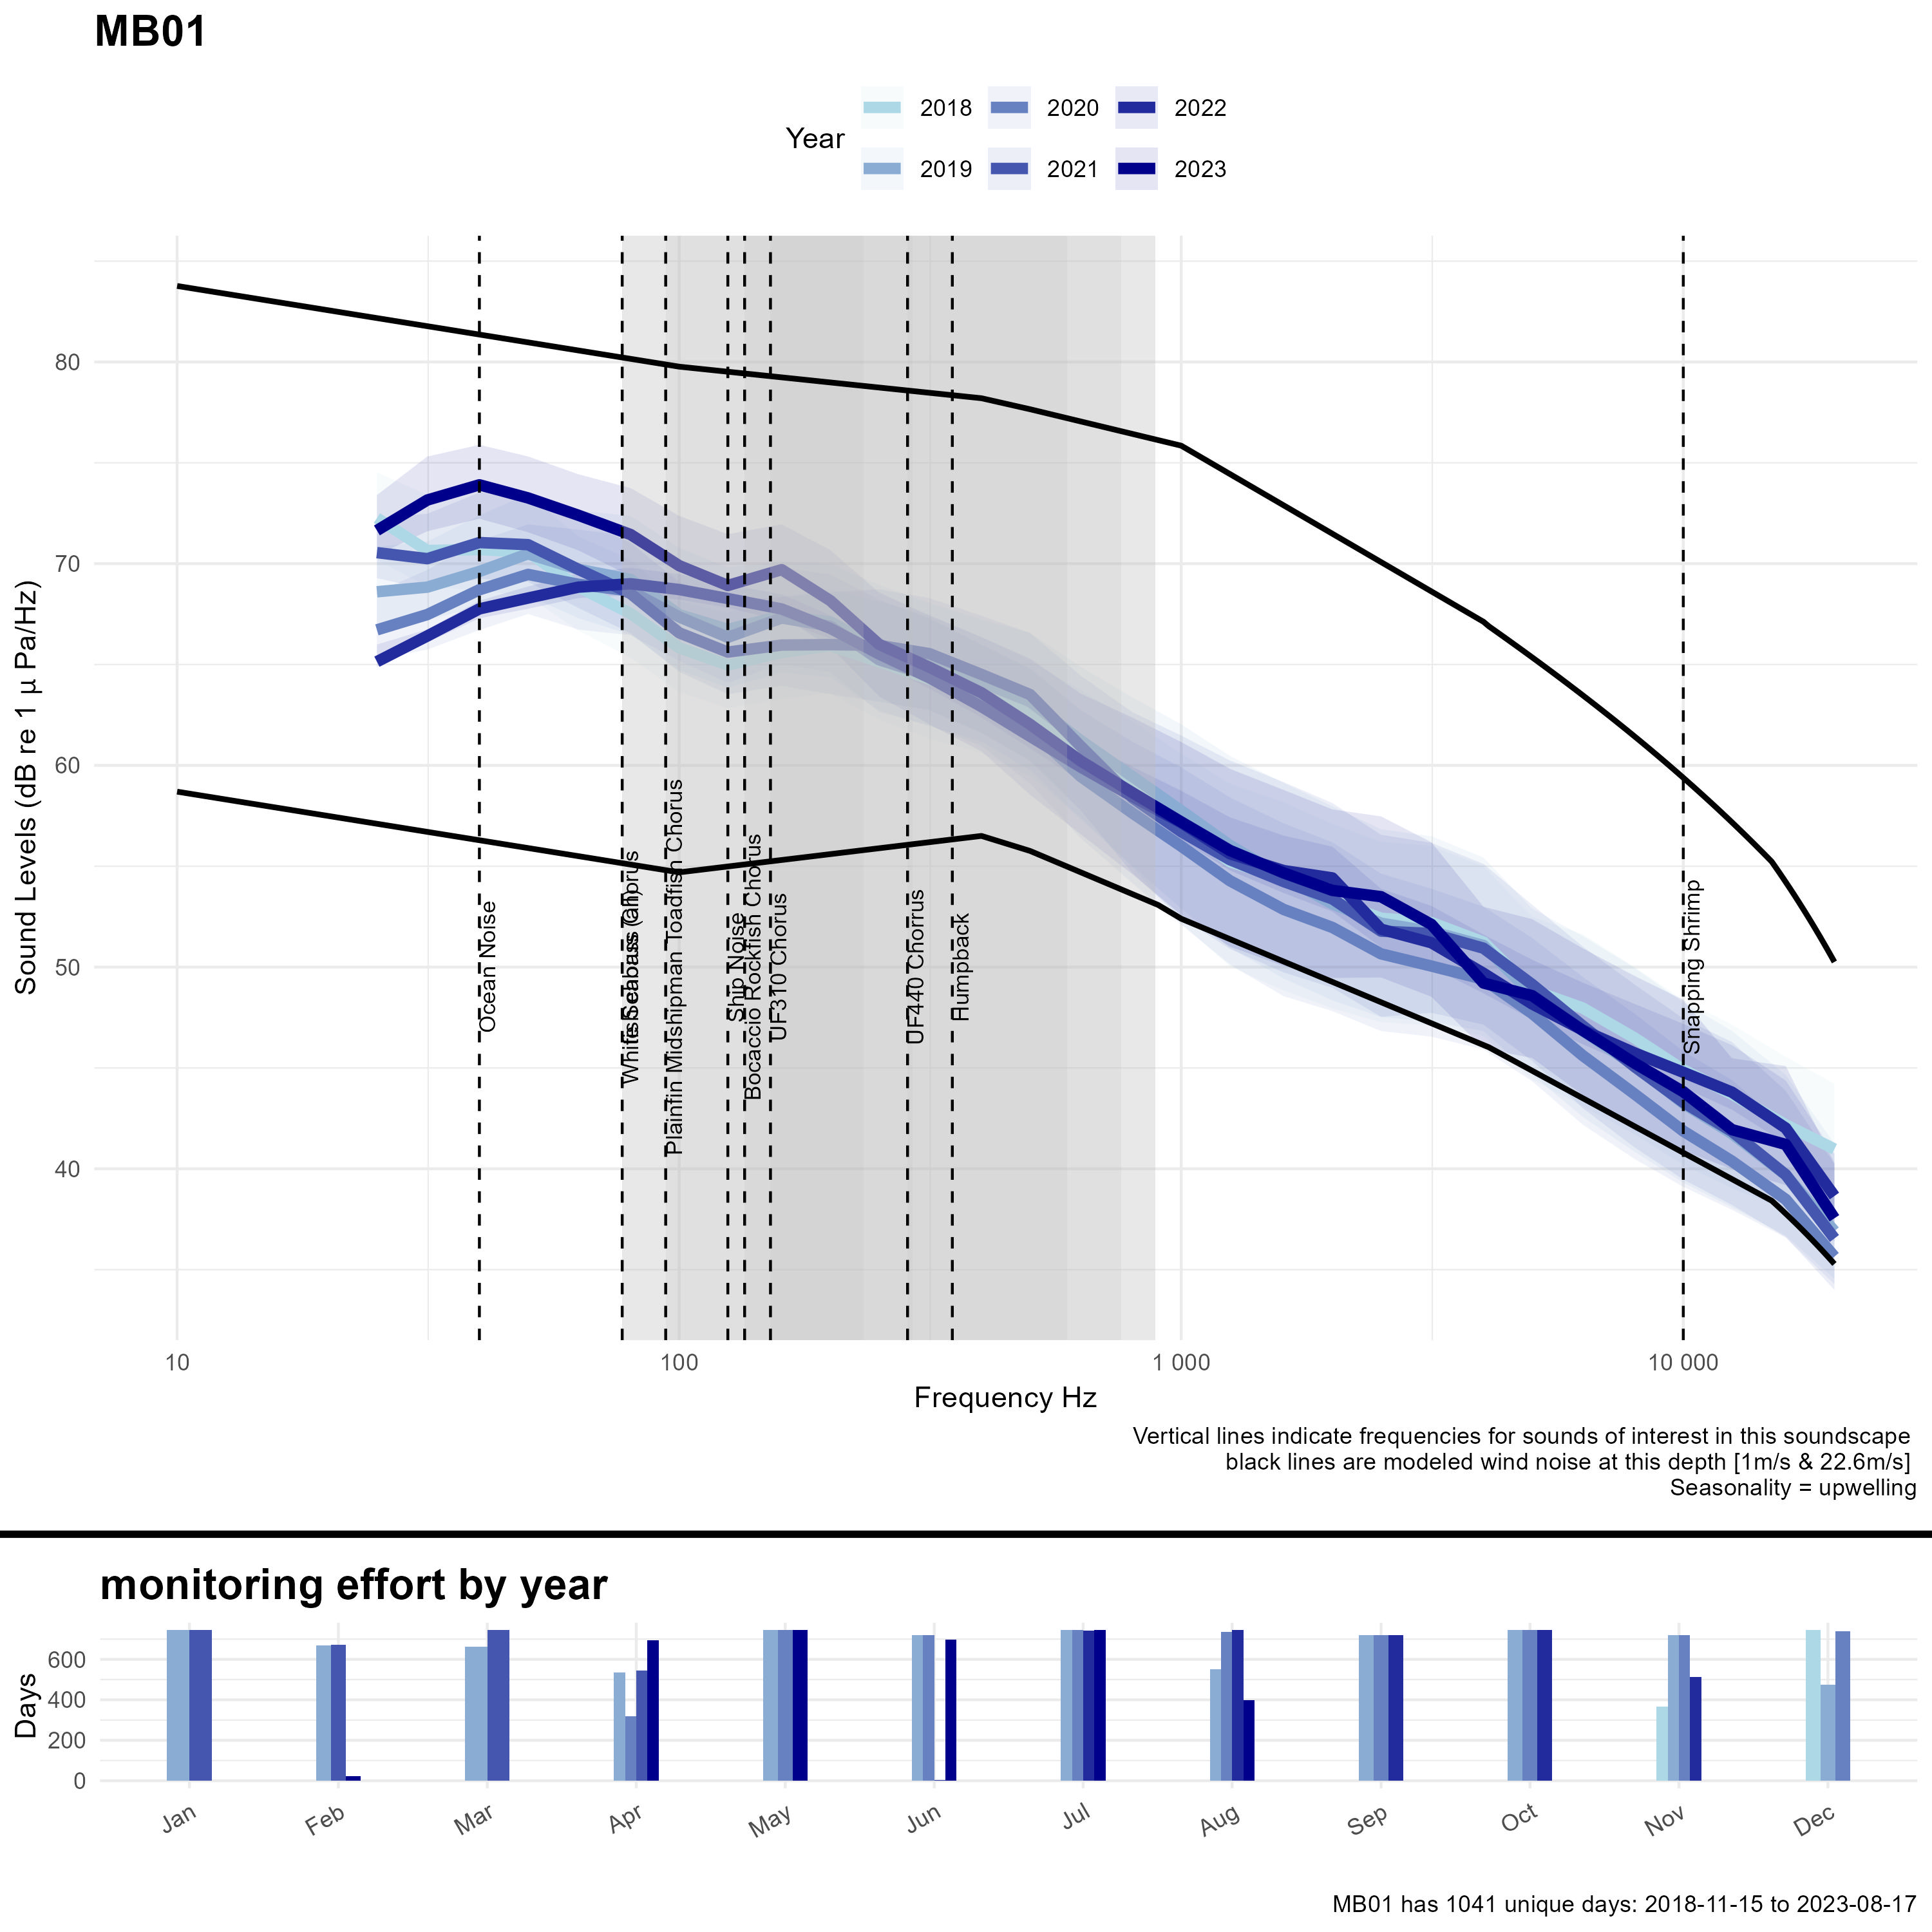 MB01
Year
2018
2020
2022
2019
2021
2023
Sound Levels (dB re 1 µ Pa/Hz)
80
70
60
50
40
Ocean Noise
Plainfin Midshipman Toadfish Chorus
Ship Noise
Bocaccio Rockfish Chorus
UF310 Chorus
UF440 Chorrus
Humpback
Snapping Shrimp
10
100
1 000
10 000
Frequency Hz
Vertical lines indicate frequencies for sounds of interest in this soundscape
black lines are modeled wind noise at this depth [1m/s & 22.6m/s]
Seasonality = upwelling
monitoring effort by year
Days
600
400
200
0
Jan
Feb
Mar
Apr
May
Jun
Jul
Aug
Sep
Oct
Nov
Dec
MB01 has 1041 unique days: 2018-11-15 to 2023-08-17